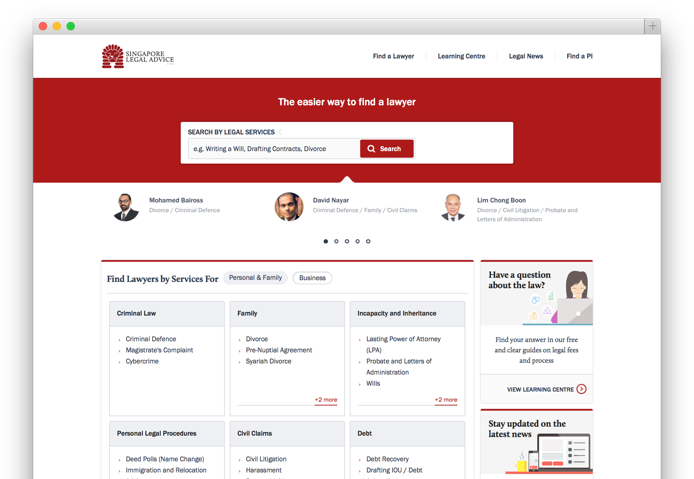 SINGAPORE
LEGAL ADVICE
Find a Lawyer
Learning Centre
Legal News
Find a PI
The easier way to find a lawyer
SEARCH BY LEGAL SERVICES
e.g. Writing a Will, Drafting Contracts, Divorce
Search
Mohamed Baiross
Divorce / Criminal Defence
David Nayar
Criminal Defence / Family / Civil Claims
Lim Chong Boon
Divorce / Civil Litigation / Probate and
Letters of Administration
Find Lawyers by Services For
Personal & Family
Business
Criminal Law
Criminal Defence
Magistrate's Complaint
Cybercrime
Family
Divorce
Pre-Nuptial Agreement
Syariah Divorce
+2 more
Incapacity and Inheritance
Lasting Power of Attorney
(LPA)
Probate and Letters of
Administration
Wills
+2 more
Personal Legal Procedures
Deed Polls (Name Change)
Immigration and Relocation
Civil Claims
Civil Litigation
Harassment
Debt
Debt Recovery
Drafting IOU / Debt
Have a question
about the law?
Find your answer in our free
and clear guides on legal fees
and process
VIEW LEARNING CENTRE
Stay updated on the
latest news